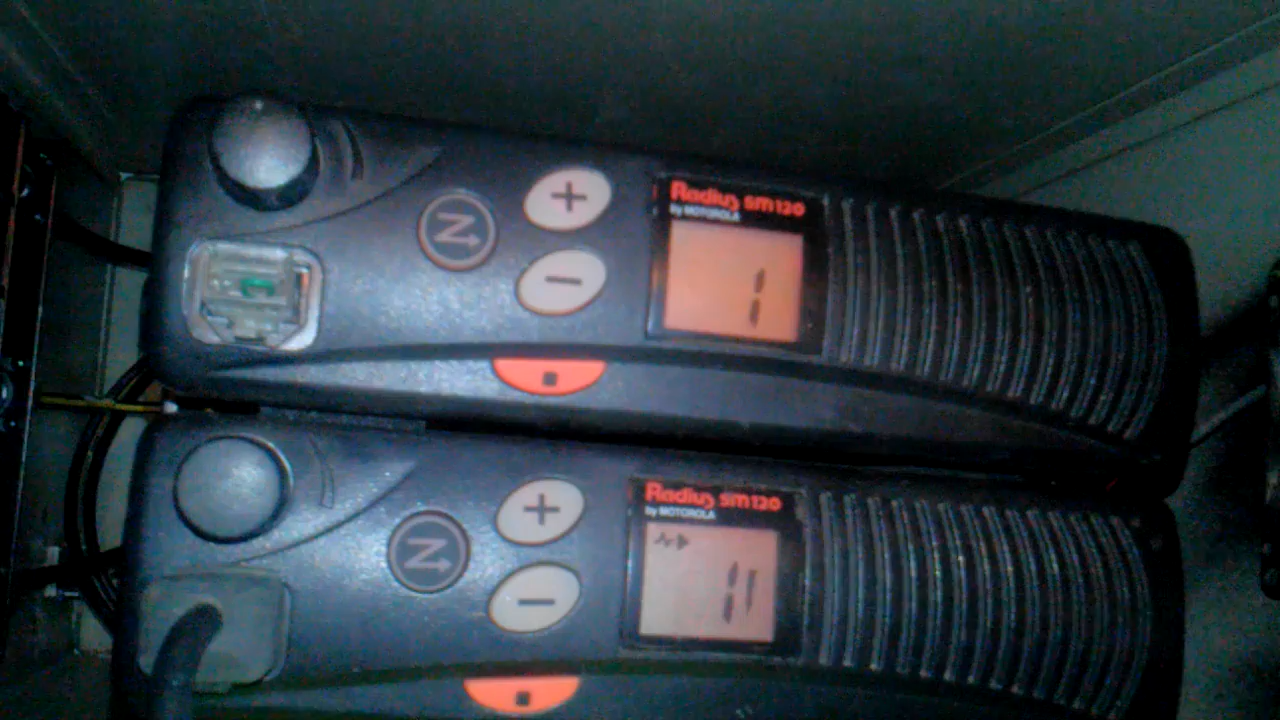 +
Radius sm120
by MOTOROLA
N
−
1
+
Radius sm120
by MOTOROLA
N
11
−